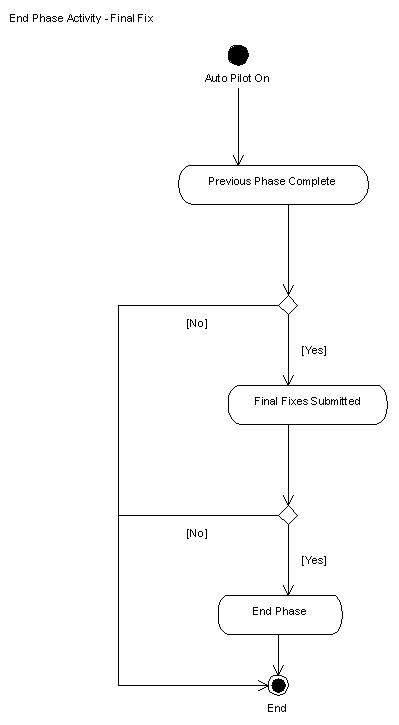 End Phase Activity - Final Fix
Auto Pilot On
Previous Phase Complete
[No]
[Yes]
Final Fixes Submitted
[No]
[Yes]
End Phase
End